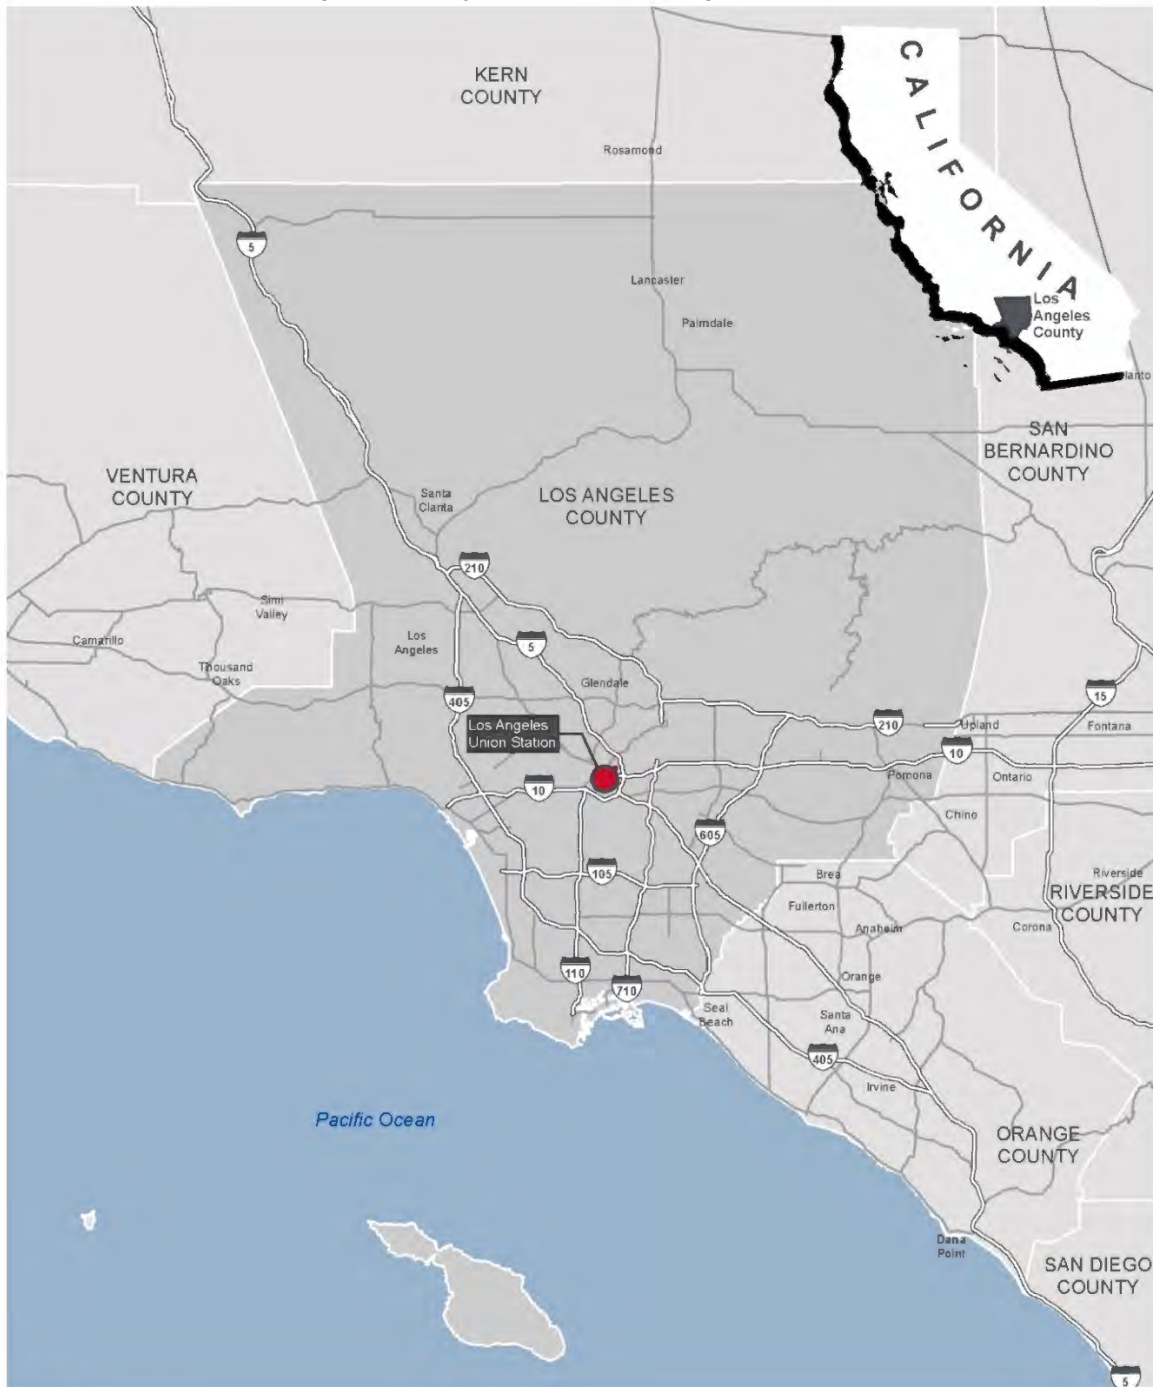 KERN
COUNTY
CALIFORNIA
Rosamond
5
Lancaster
Palmdale
Los
Angeles
County
SAN
BERNARDINO
COUNTY
VENTURA
COUNTY
Santa
Clarita
LOS ANGELES
COUNTY
210
Simi
Valley
Camarillo
Los
Angeles
5
Thousand
Oaks
Glendale
405
15
Los Angeles
Union Station
210
Upland
Fontana
10
Pomona
Ontario
10
Chino
605
105
Brea
Riverside
Fullerton
RIVERSIDE
COUNTY
Anaheim
Corona
110
710
Orange
Seal
Beach
Santa
Ana
405
Irvine
Pacific Ocean
ORANGE
COUNTY
Dana
Point
SAN DIEGO
COUNTY
5